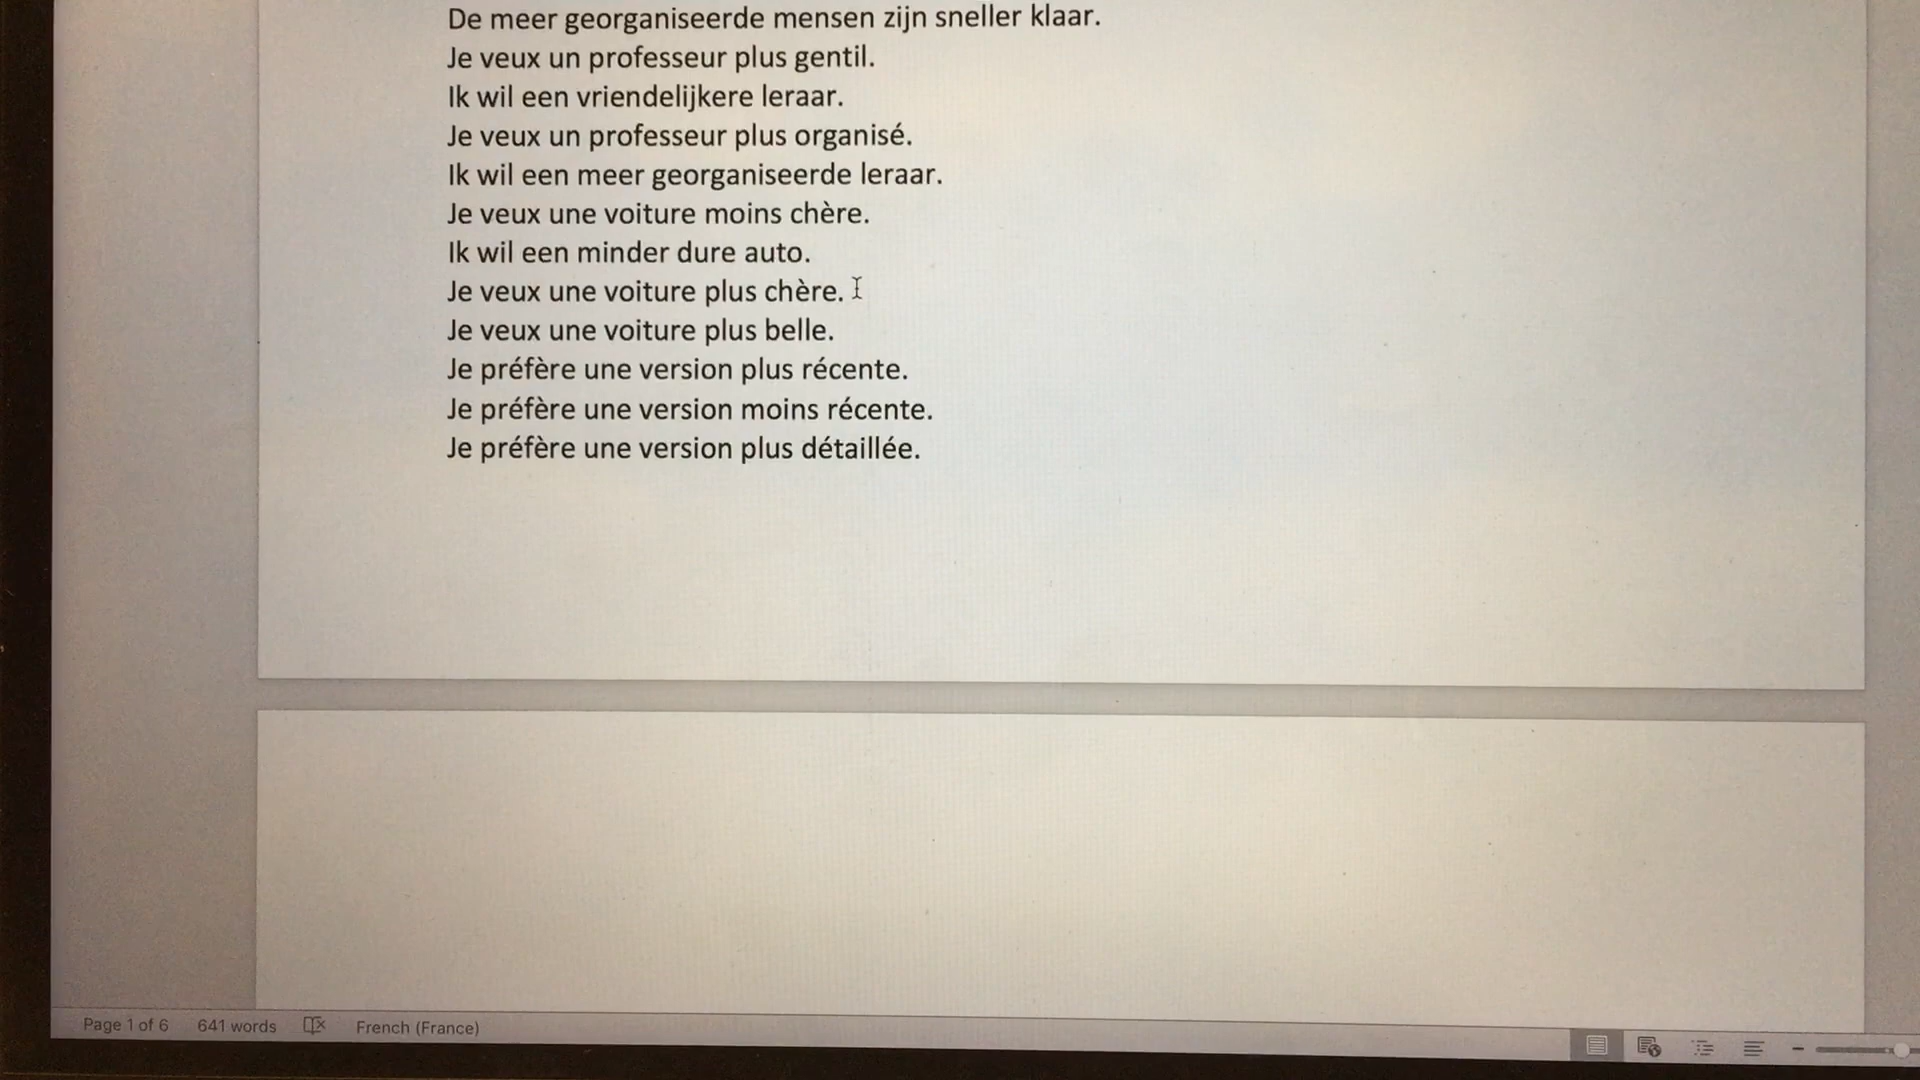 De meer georganiseerde mensen zijn sneller klaar.
Je veux un professeur plus gentil.
Ik wil een vriendelijkere leraar.
Je veux un professeur plus organisé.
Ik wil een meer georganiseerde leraar.
Je veux une voiture moins chère.
Ik wil een minder dure auto.
Je veux une voiture plus chère.
Je veux une voiture plus belle.
Je préfère une version plus récente.
Je préfère une version moins récente.
Je préfère une version plus détaillée.
Page 1 of 6 641 words French (France)